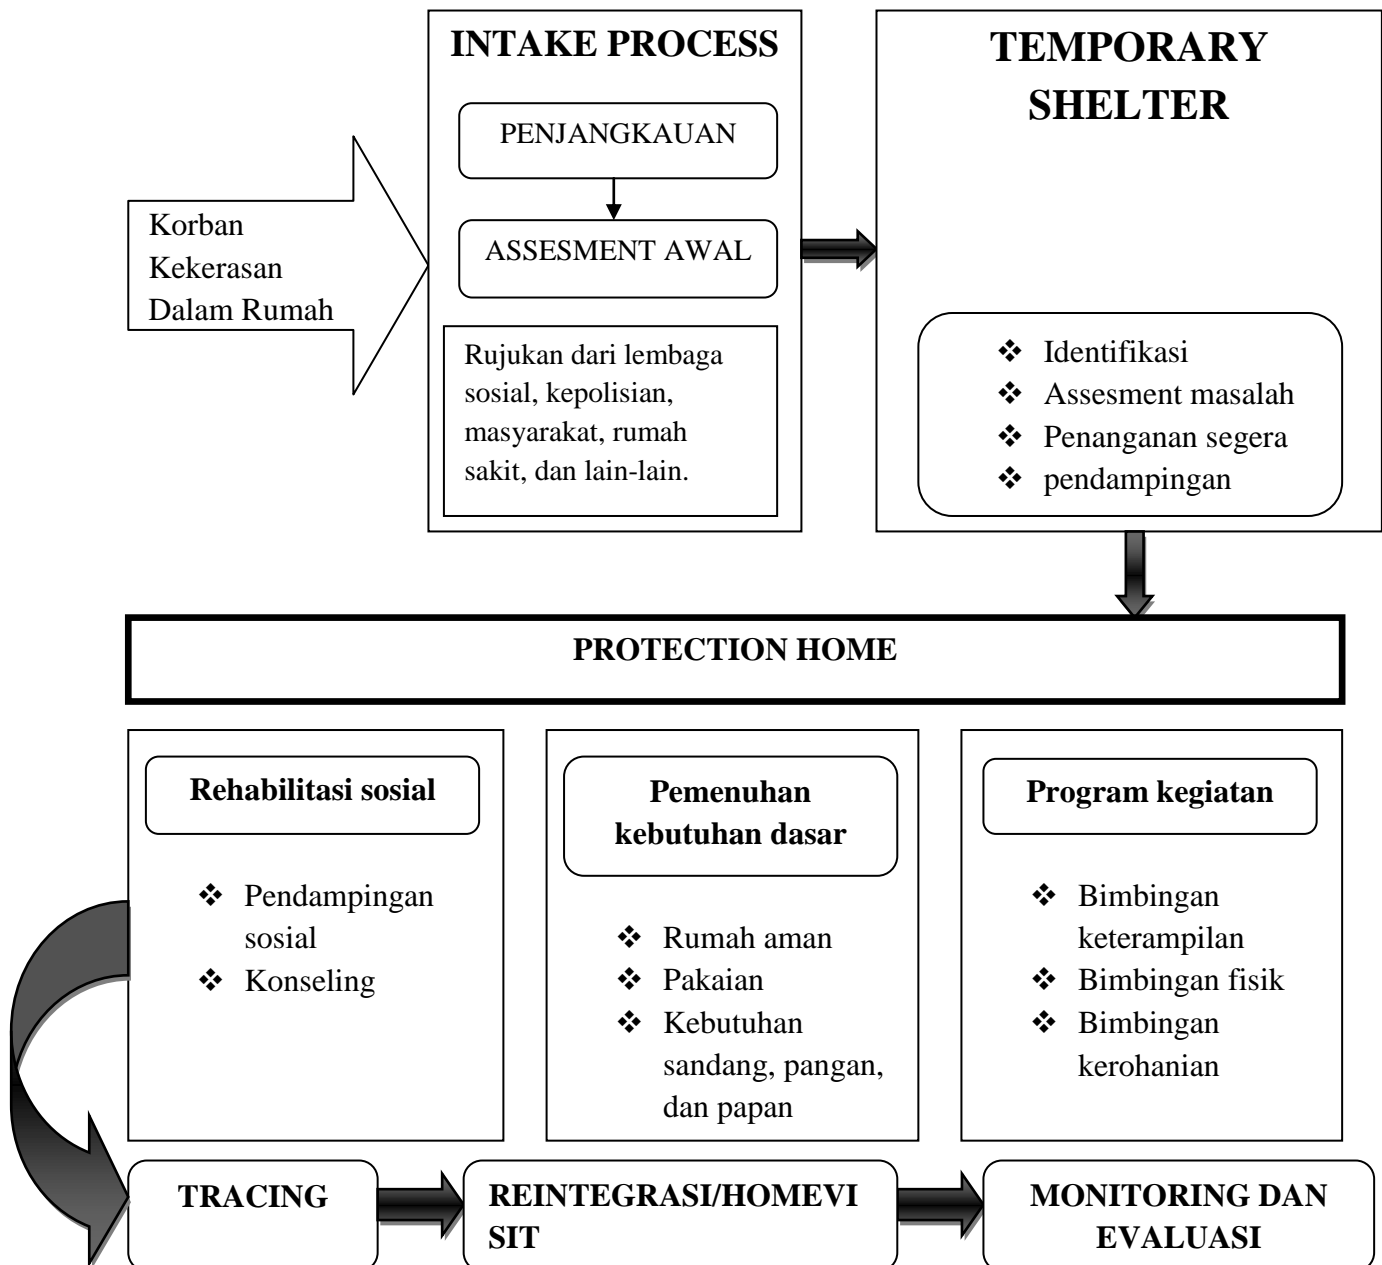 INTAKE PROCESS
PENJANGKAUAN
ASSESMENT AWAL
Rujukan dari lembaga
sosial, kepolisian,
masyarakat, rumah
sakit, dan lain-lain.
TEMPORARY
SHELTER
❖ Identifikasi
❖ Assesment masalah
❖ Penanganan segera
❖ pendampingan
Korban
Kekerasan
Dalam Rumah
PROTECTION HOME
Rehabilitasi sosial
❖ Pendampingan
sosial
❖ Konseling
Pemenuhan
kebutuhan dasar
❖ Rumah aman
❖ Pakaian
❖ Kebutuhan
sandang, pangan,
dan papan
Program kegiatan
❖ Bimbingan
keterampilan
❖ Bimbingan fisik
❖ Bimbingan
kerohanian
TRACING
REINTEGRASI/HOMEVI
SIT
MONITORING DAN
EVALUASI